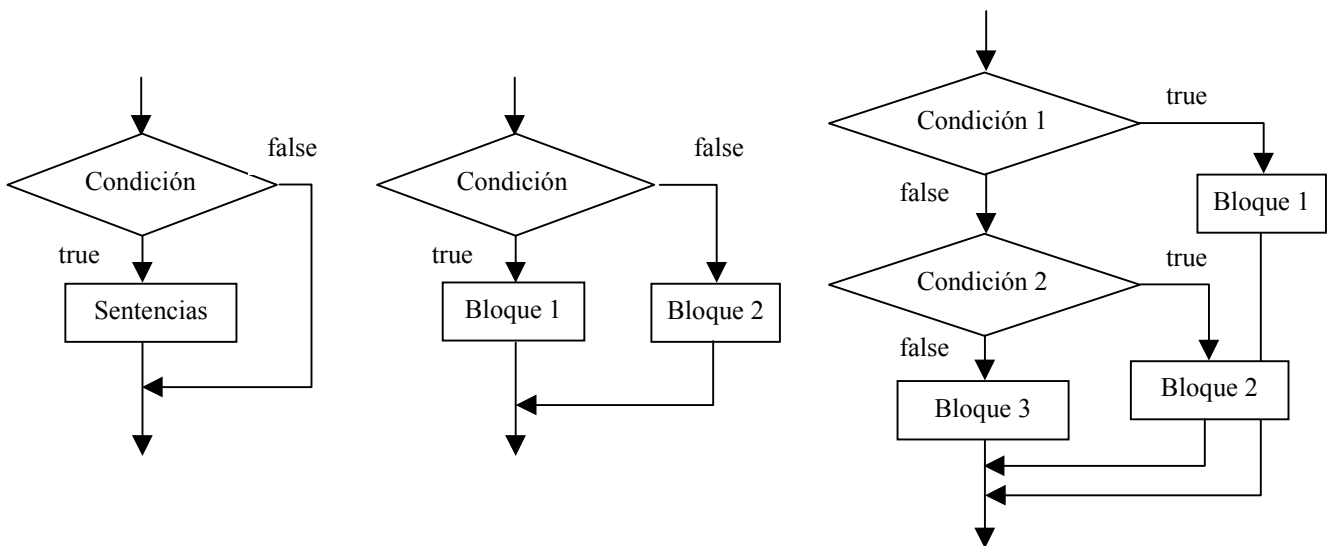 Condición
false
true
Sentencias
Condición
false
true
Bloque 1
Bloque 2
Condición 1
true
Bloque 1
false
Condición 2
true
Bloque 2
false
Bloque 3